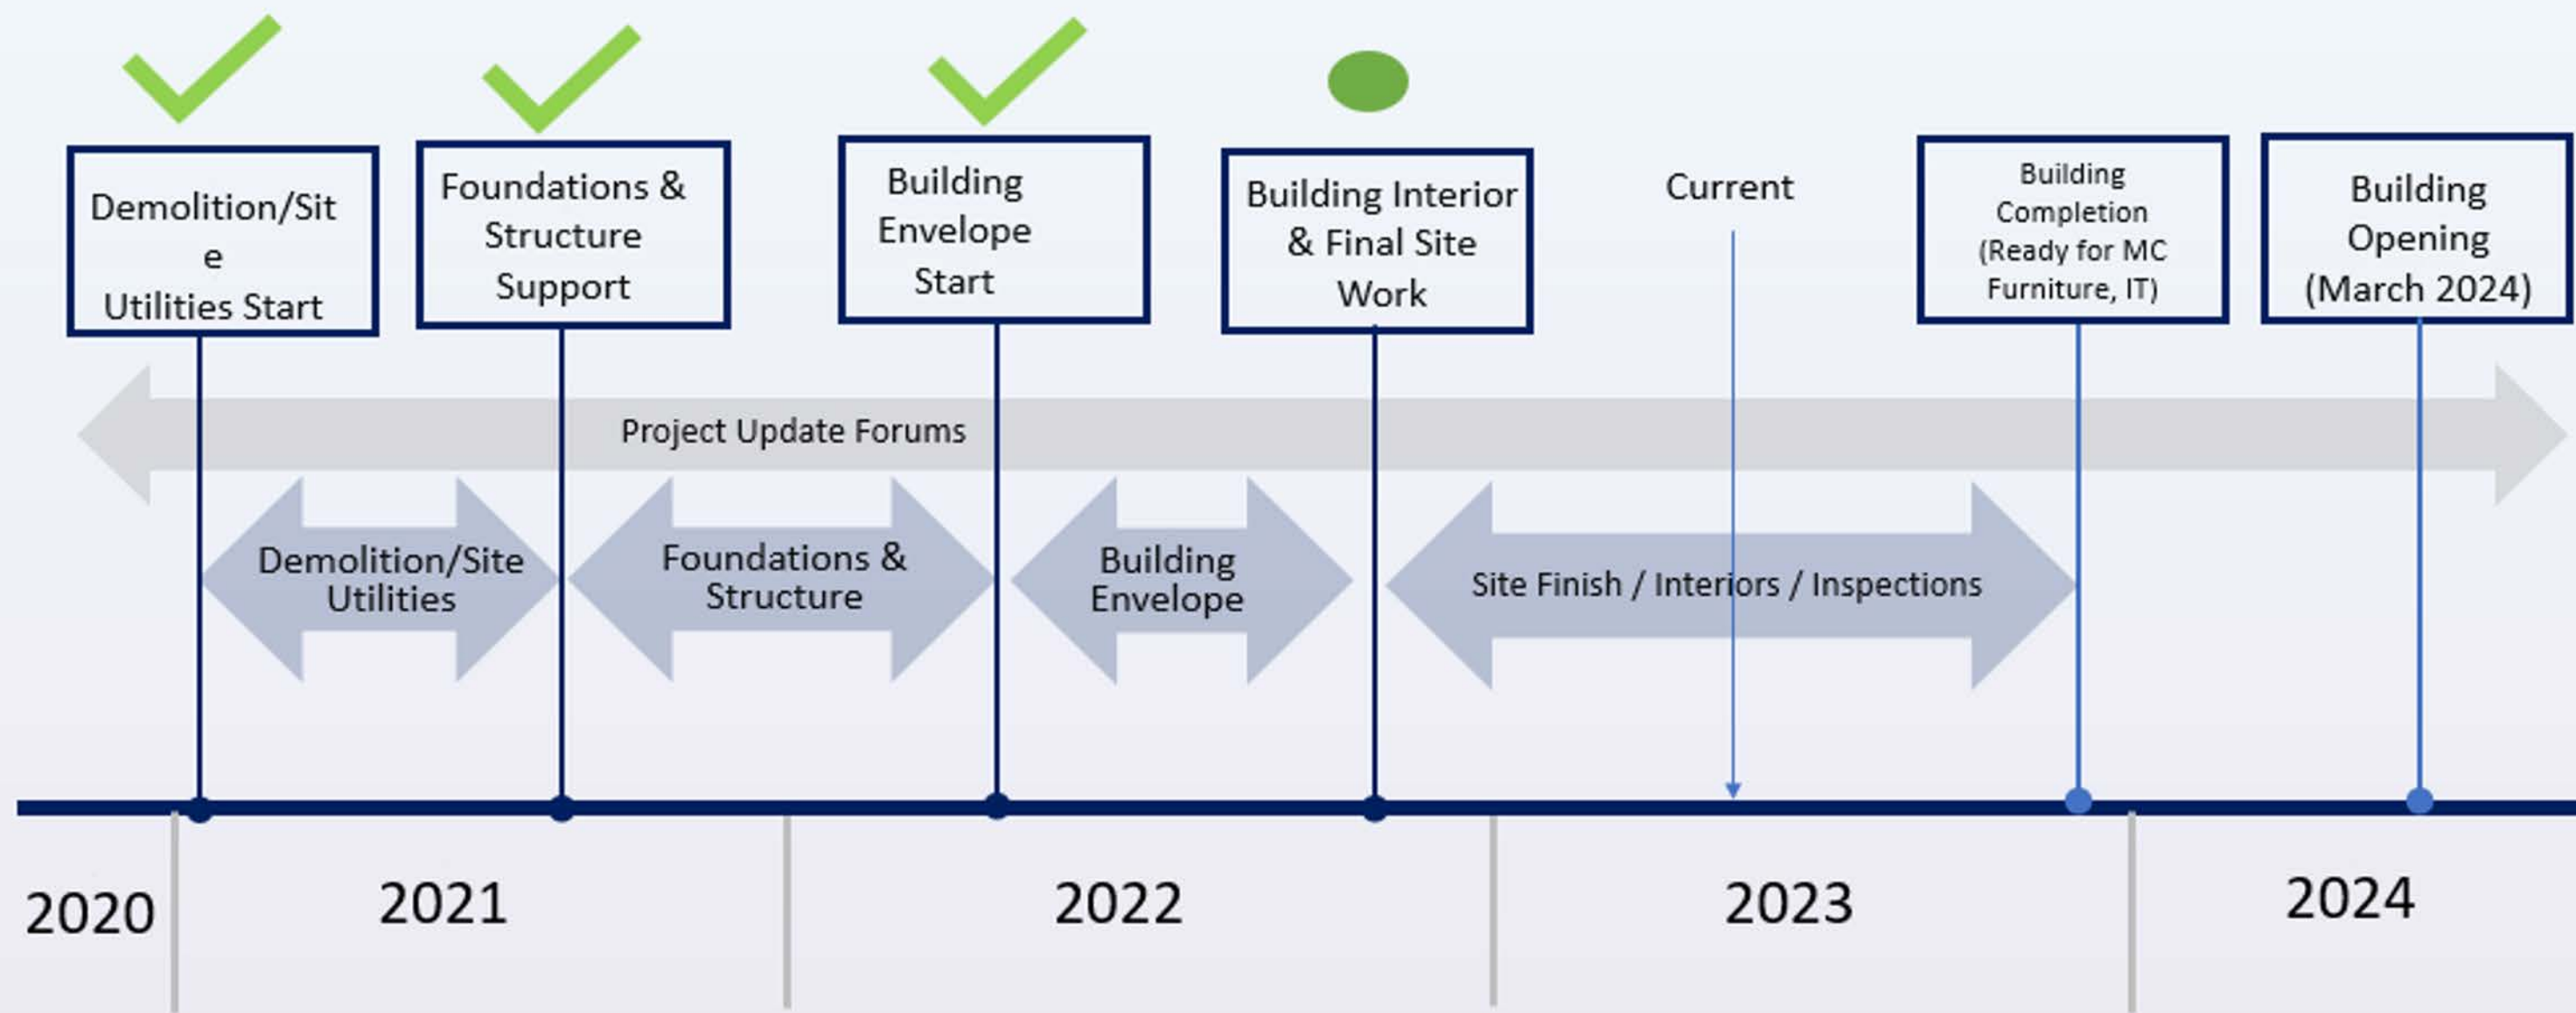 Demolition/Sit
e
Utilities Start
Foundations &
Structure
Support
Building
Envelope
Start
Building Interior
& Final Site
Work
Current
Building
Completion
(Ready for MC
Furniture, IT)
Building
Opening
(March 2024)
Project Update Forums
Demolition/Site
Utilities
Foundations &
Structure
Building
Envelope
Site Finish / Interiors / Inspections
2020
2021
2022
2023
2024